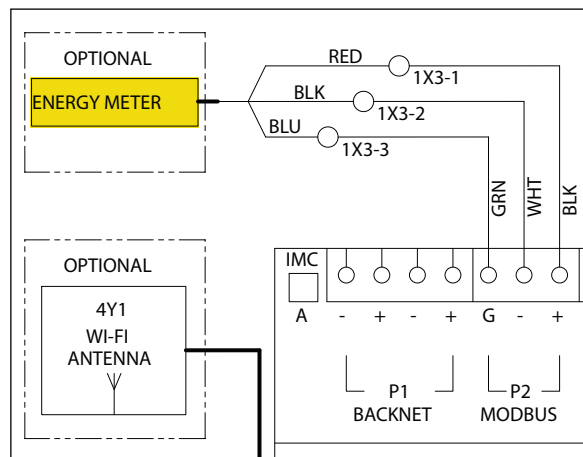 OPTIONAL
ENERGY METER
RED
1X3-1
BLK
1X3-2
BLU
1X3-3
GRN
WHT
BLK
OPTIONAL
4Y1
WI-FI
ANTENNA
IMC
A - + - + G - +
P1 P2
BACKNET MODBUS